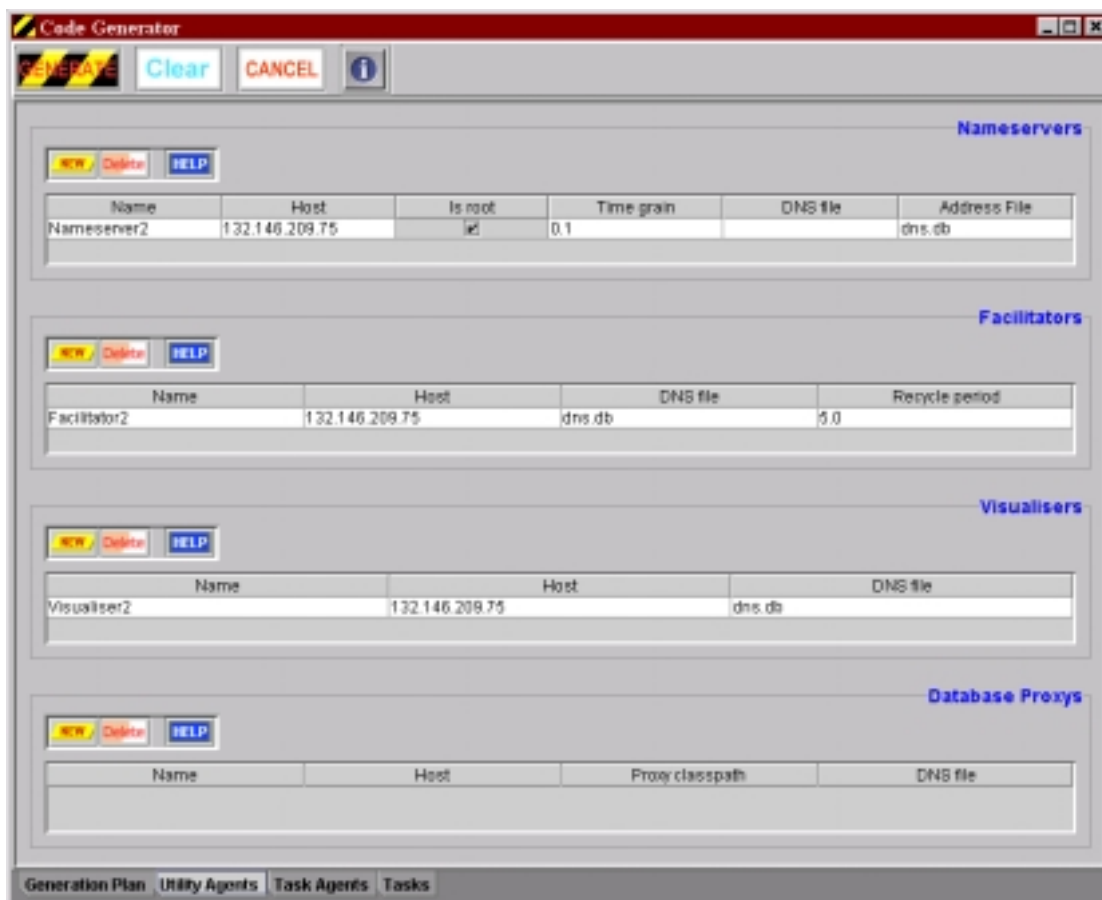 Code Generator
GENERATE Clear CANCEL i
Nameservers
NEW Delete HELP
Name Host Is root Time grain DNS file Address File
Nameserver2 132.146.209.75 0.1 dns.db
Facilitators
NEW Delete HELP
Name Host DNS file Recycle period
Facilitator2 132.146.209.75 dns.db 5.0
Visualisers
NEW Delete HELP
Name Host DNS file
Visualiser2 132.146.209.75 dns.db
Database Proxys
NEW Delete HELP
Name Host Proxy classpath DNS file
Generation Plan Utility Agents Task Agents Tasks